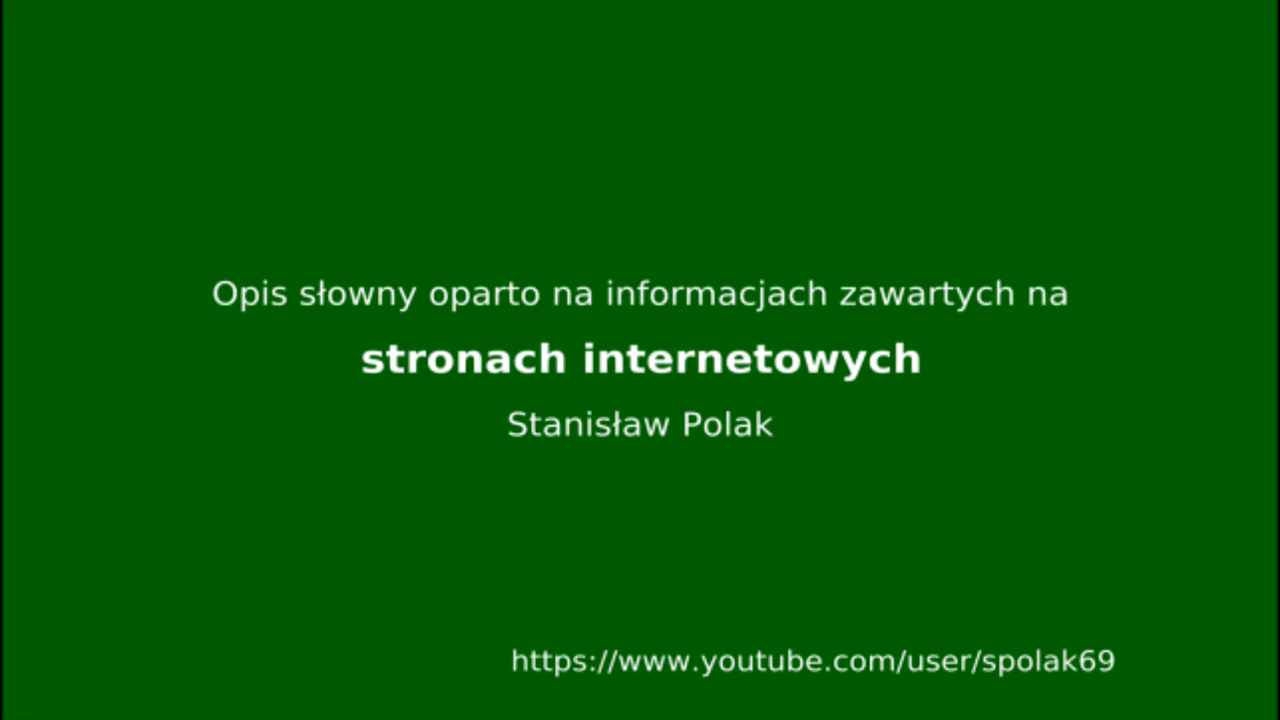 Opis słowny oparto na informacjach zawartych na
stronach internetowych
Stanisław Polak
https://www.youtube.com/user/spolak69